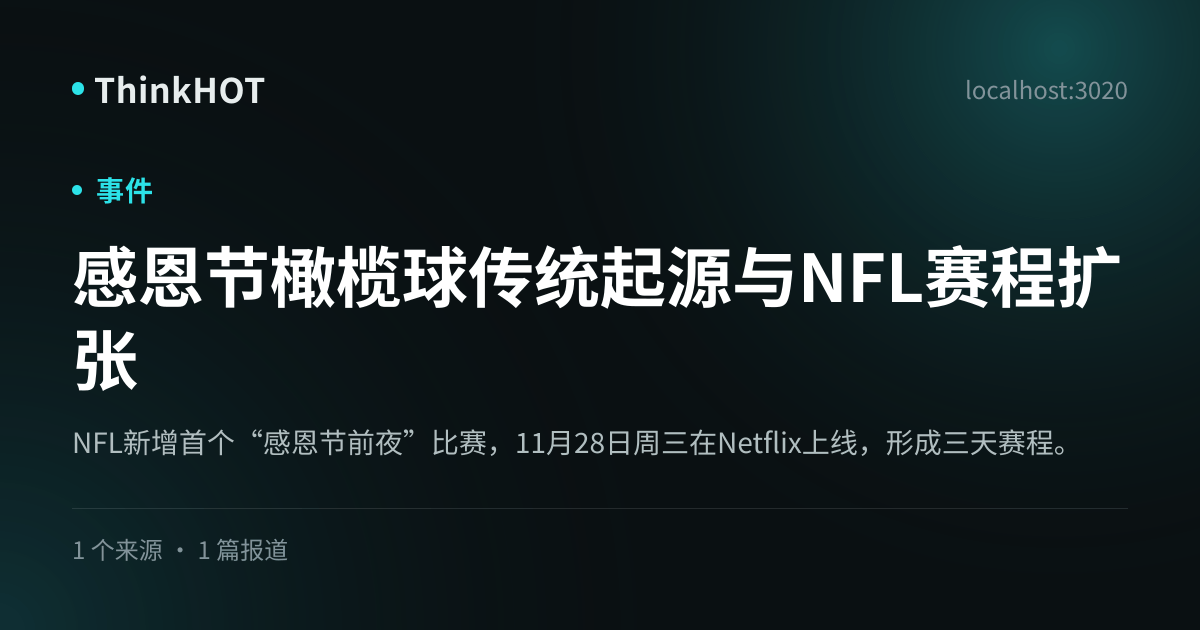 ThinkHOT
localhost:3020
事件
感恩节橄榄球传统起源与NFL赛程扩
张
NFL新增首个“感恩节前夜”比赛，11月28日周三在Netflix上线，形成三天赛程。
1 个来源 · 1 篇报道